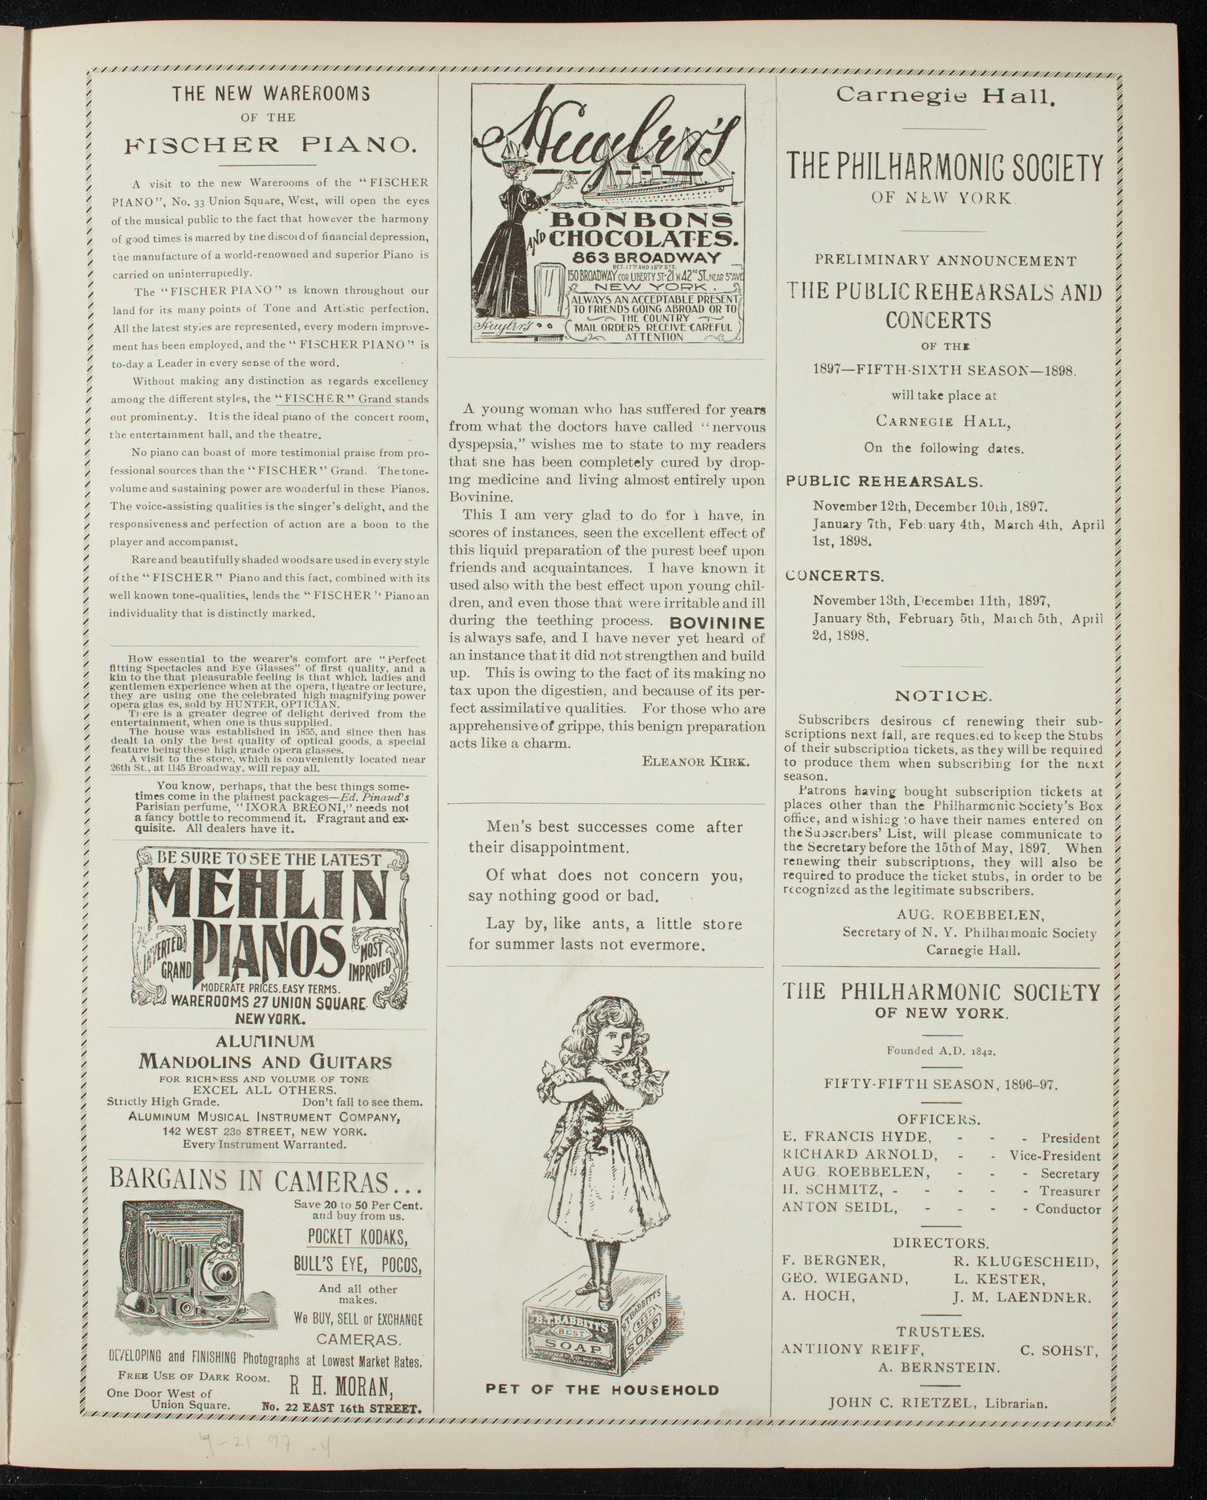 THE NEW WAREROOMS
OF THE
FISCHER PIANO.
A visit to the new Warerooms of the "FISCHER
PIANO", No. 33 Union Square, West, will open the eyes
of the musical public to the fact that however the harmony
of good times is marred by the discord of financial depression,
the manufacture of a world-renowned and superior Piano is
carried on uninterruptedly.
The "FISCHER PIANO" is known throughout our
land for its many points of Tone and Artistic perfection.
All the latest styles are represented, every modern improve-
ment has been employed, and the "FISCHER PIANO" is
to-day a Leader in every sense of the word.
Without making any distinction as regards excellency
among the different styles, the "FISCHER" Grand stands
out prominently. It is the ideal piano of the concert room,
the entertainment hall, and the theatre.
No piano can boast of more testimonial praise from pro-
fessional sources than the "FISCHER" Grand. The tone-
volume and sustaining power are wonderful in these Pianos.
The voice-assisting qualities is the singer's delight, and the
responsiveness and perfection of action are a boon to the
player and accompanist.
Rare and beautifully shaded woods are used in every style
of the "FISCHER" Piano and this fact, combined with its
well known tone-qualities, lends the "FISCHER" Piano an
individuality that is distinctly marked.
How essential to the wearer's comfort are "Perfect
fitting Spectacles and Eye Glasses" of first quality, and a
kin to the that pleasurable feeling is that which ladies and
gentlemen experience when at the opera, theatre or lecture,
they are using one the celebrated high magnifying power
opera glas es, sold by HUNTER, OPTICIAN.
There is a greater degree of delight derived from the
entertainment, when one is thus supplied.
The house was established in 1855, and since then has
dealt in only the best quality of optical goods, a special
feature being these high grade opera glasses.
A visit to the store, which is conveniently located near
26th St., at 1145 Broadway, will repay all.
You know, perhaps, that the best things some-
times come in the plainest packages—Ed. Pinaud's
Parisian perfume, "IXORA BREONI," needs not
a fancy bottle to recommend it. Fragrant and ex-
quisite. All dealers have it.
BE SURE TO SEE THE LATEST
MEHLIN
PIANOS
INVERTED
GRAND
MOST
IMPROVED
MODERATE PRICES. EASY TERMS.
WAREROOMS 27 UNION SQUARE
NEW YORK.
ALUMINUM
MANDOLINS AND GUITARS
FOR RICHNESS AND VOLUME OF TONE
EXCEL ALL OTHERS.
Strictly High Grade. Don't fail to see them.
ALUMINUM MUSICAL INSTRUMENT COMPANY,
142 WEST 23D STREET, NEW YORK.
Every Instrument Warranted.
BARGAINS IN CAMERAS...
Save 20 to 50 Per Cent.
and buy from us.
POCKET KODAKS,
BULL'S EYE, POCOS,
And all other
makes.
We BUY, SELL or EXCHANGE
CAMERAS.
DEVELOPING and FINISHING Photographs at Lowest Market Rates.
FREE USE OF DARK ROOM.
One Door West of
Union Square.
R H. MORAN,
No. 22 EAST 16th STREET.
Huyler's
BONBONS
AND CHOCOLATES.
863 BROADWAY
BET. 17TH AND 18TH STS.
150 BROADWAY COR LIBERTY ST-21 W 42ND ST., NEAR 5TH AVE
NEW YORK.
ALWAYS AN ACCEPTABLE PRESENT
TO FRIENDS GOING ABROAD OR TO
THE COUNTRY
MAIL ORDERS RECEIVE CAREFUL
ATTENTION
Huyler's
A young woman who has suffered for years
from what the doctors have called "nervous
dyspepsia," wishes me to state to my readers
that she has been completely cured by drop-
ing medicine and living almost entirely upon
Bovinine.
This I am very glad to do for i have, in
scores of instances, seen the excellent effect of
this liquid preparation of the purest beef upon
friends and acquaintances. I have known it
used also with the best effect upon young chil-
dren, and even those that were irritable and ill
during the teething process. BOVININE
is always safe, and I have never yet heard of
an instance that it did not strengthen and build
up. This is owing to the fact of its making no
tax upon the digestion, and because of its per-
fect assimilative qualities. For those who are
apprehensive of grippe, this benign preparation
acts like a charm.
ELEANOR KIRK.
Men's best successes come after
their disappointment.
Of what does not concern you,
say nothing good or bad.
Lay by, like ants, a little store
for summer lasts not evermore.
B.T. BABBITT'S
BEST
SOAP
B.T. BABBITT'S
BEST
SOAP
PET OF THE HOUSEHOLD
Carnegie Hall.
THE PHILHARMONIC SOCIETY
OF NEW YORK.
PRELIMINARY ANNOUNCEMENT
THE PUBLIC REHEARSALS AND
CONCERTS
OF THE
1897—FIFTH-SIXTH SEASON—1898.
will take place at
CARNEGIE HALL,
On the following dates.
PUBLIC REHEARSALS.
November 12th, December 10th, 1897.
January 7th, February 4th, March 4th, April
1st, 1898.
CONCERTS.
November 13th, December 11th, 1897,
January 8th, February 5th, March 5th, April
2d, 1898.
NOTICE.
Subscribers desirous of renewing their sub-
scriptions next fall, are requested to keep the Stubs
of their subscription tickets, as they will be required
to produce them when subscribing for the next
season.
Patrons having bought subscription tickets at
places other than the Philharmonic Society's Box
office, and wishing to have their names entered on
the Subscribers' List, will please communicate to
the Secretary before the 15th of May, 1897. When
renewing their subscriptions, they will also be
required to produce the ticket stubs, in order to be
recognized as the legitimate subscribers.
AUG. ROEBBELEN,
Secretary of N. Y. Philharmonic Society
Carnegie Hall.
THE PHILHARMONIC SOCIETY
OF NEW YORK.
Founded A.D. 1842.
FIFTY-FIFTH SEASON, 1896-97.
OFFICERS.
E. FRANCIS HYDE, - - - President
RICHARD ARNOLD, - - Vice-President
AUG. ROEBBELEN, - - - Secretary
H. SCHMITZ, - - - - - Treasurer
ANTON SEIDL, - - - - Conductor
DIRECTORS.
F. BERGNER, R. KLUGESCHEID,
GEO. WIEGAND, L. KESTER,
A. HOCH, J. M. LAENDNER.
TRUSTEES.
ANTHONY REIFF, C. SOHST,
A. BERNSTEIN.
JOHN C. RIETZEL, Librarian.
4-21-97 .4